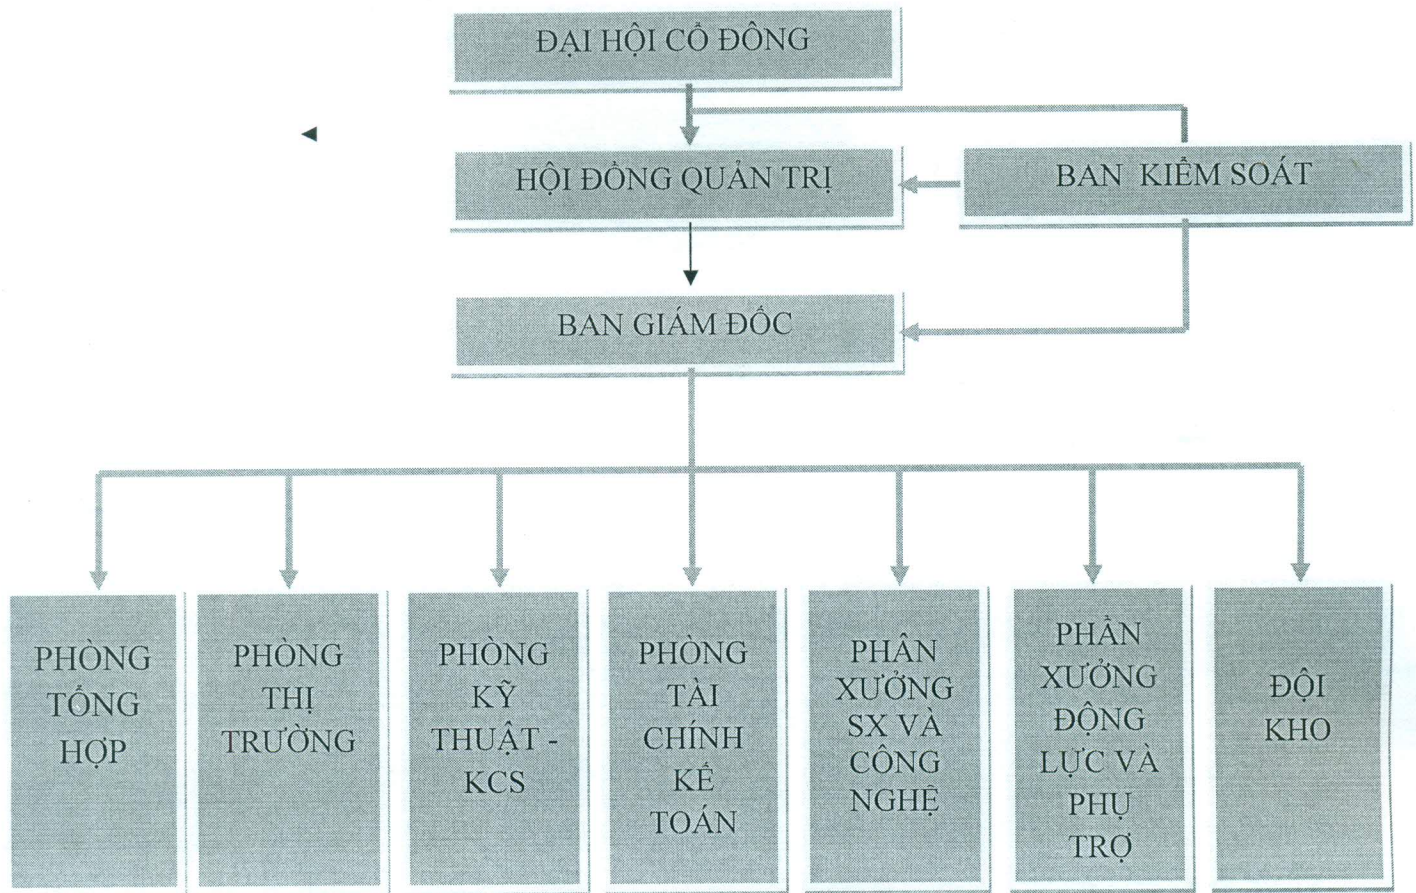 ĐẠI HỘI CỔ ĐÔNG
HỘI ĐỒNG QUẢN TRỊ
BAN KIỂM SOÁT
BAN GIÁM ĐỐC
PHÒNG
TỔNG
HỢP
PHÒNG
THỊ
TRƯỜNG
PHÒNG
KỸ
THUẬT -
KCS
PHÒNG
TÀI
CHÍNH
KẾ
TOÁN
PHÂN
XƯỞNG
SX VÀ
CÔNG
NGHỆ
PHÂN
XƯỞNG
ĐỘNG
LỰC VÀ
PHỤ
TRỢ
ĐỘI
KHO